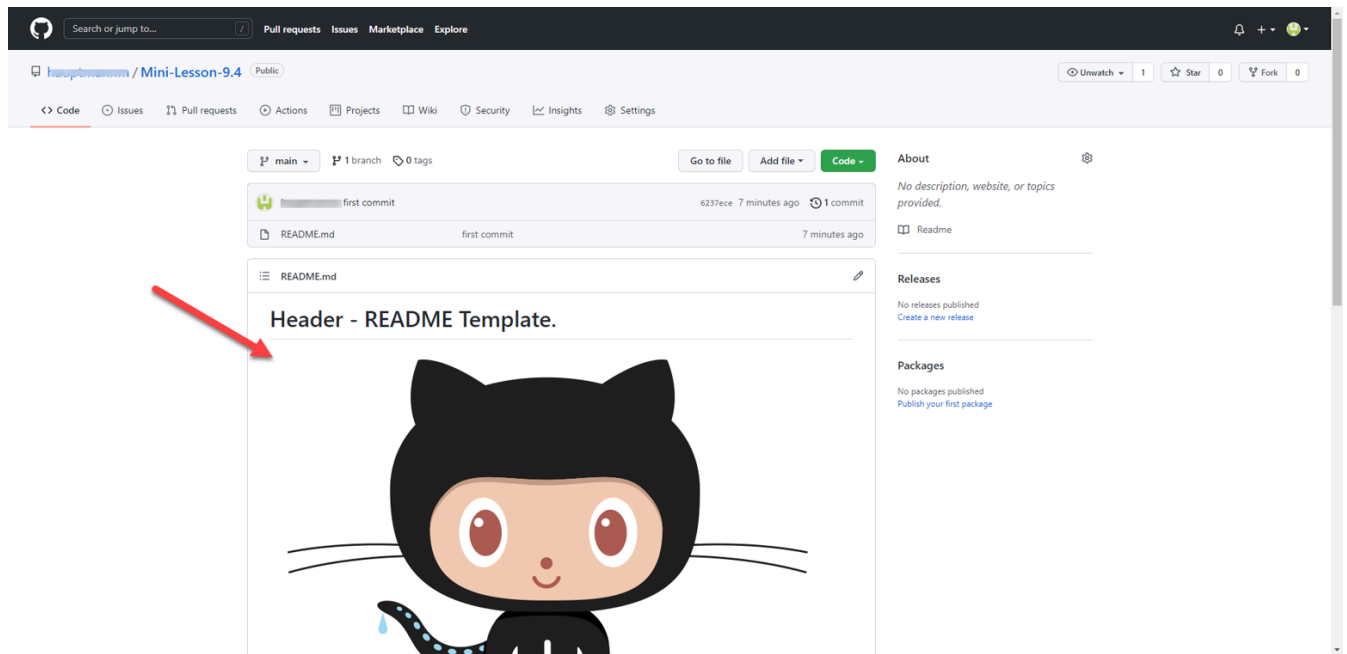 Search or jump to... / Pull requests Issues Marketplace Explore
/ Mini-Lesson-9.4 Public Unwatch 1 Star 0 Fork 0
<> Code Issues Pull requests Actions Projects Wiki Security Insights Settings
main 1 branch 0 tags Go to file Add file Code
first commit 6237ece 7 minutes ago 1 commit
README.md first commit 7 minutes ago
README.md
Header - README Template.
About
No description, website, or topics
provided.
Readme
Releases
No releases published
Create a new release
Packages
No packages published
Publish your first package